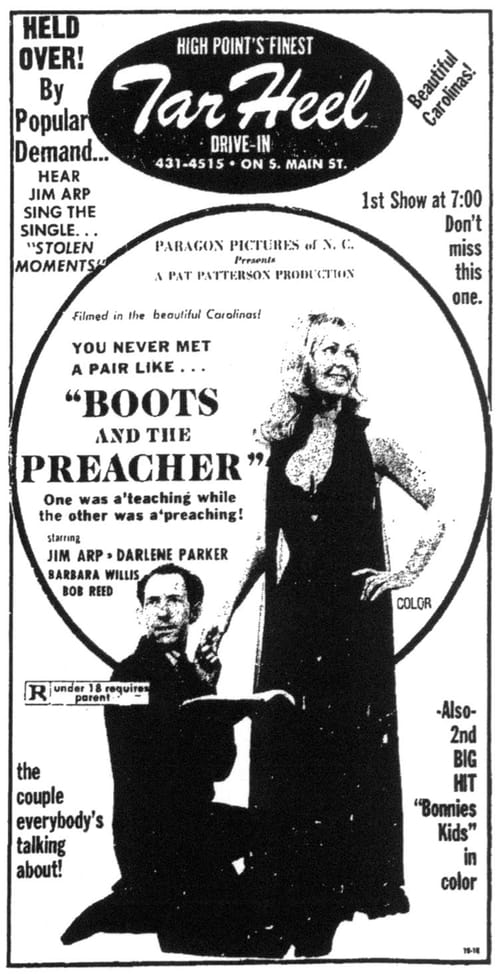 HELD
OVER!
By
Popular
Demand...
HEAR
JIM ARP
SING THE
SINGLE...
"STOLEN
MOMENTS"
HIGH POINT'S FINEST
Tar Heel
DRIVE-IN
431-4515 • ON S. MAIN ST.
Beautiful
Carolinas!
1st Show at 7:00
Don't
miss
this
one.
PARAGON PICTURES of N. C.
Presents
A PAT PATTERSON PRODUCTION
Filmed in the beautiful Carolinas!
YOU NEVER MET
A PAIR LIKE...
"BOOTS
AND THE
PREACHER"
One was a'teaching while
the other was a'preaching!
starring
JIM ARP • DARLENE PARKER
BARBARA WILLIS
BOB REED
COLOR
R under 18 requires
parent
the
couple
everybody's
talking
about!
-Also-
2nd
BIG
HIT
"Bonnies
Kids"
in
color